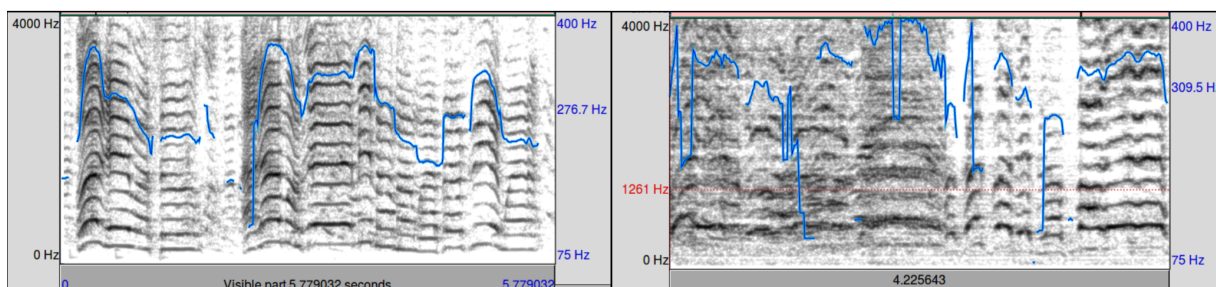 4000 Hz
400 Hz
276.7 Hz
0 Hz
75 Hz
0
Visible part 5.779032 seconds
5.779032
4000 Hz
400 Hz
309.5 Hz
1261 Hz
0 Hz
75 Hz
4.225643